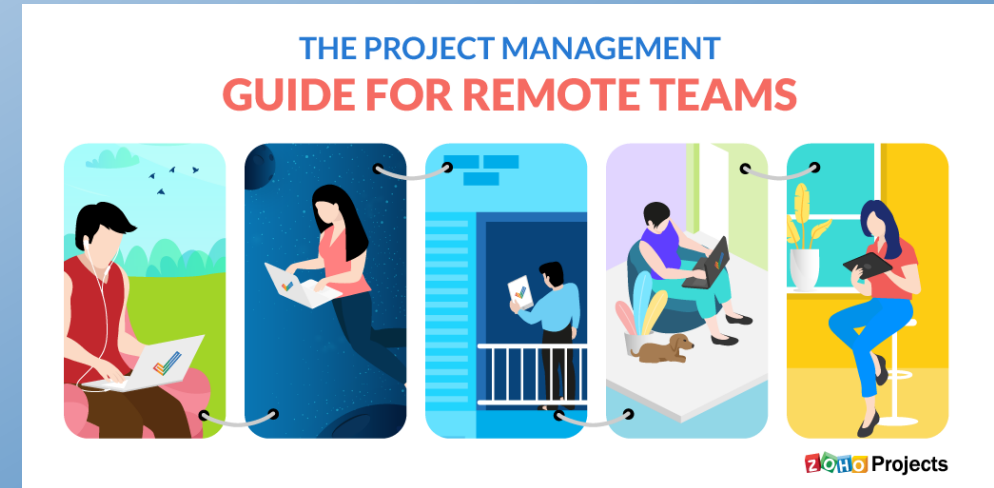 THE PROJECT MANAGEMENT
GUIDE FOR REMOTE TEAMS
ZOHO Projects